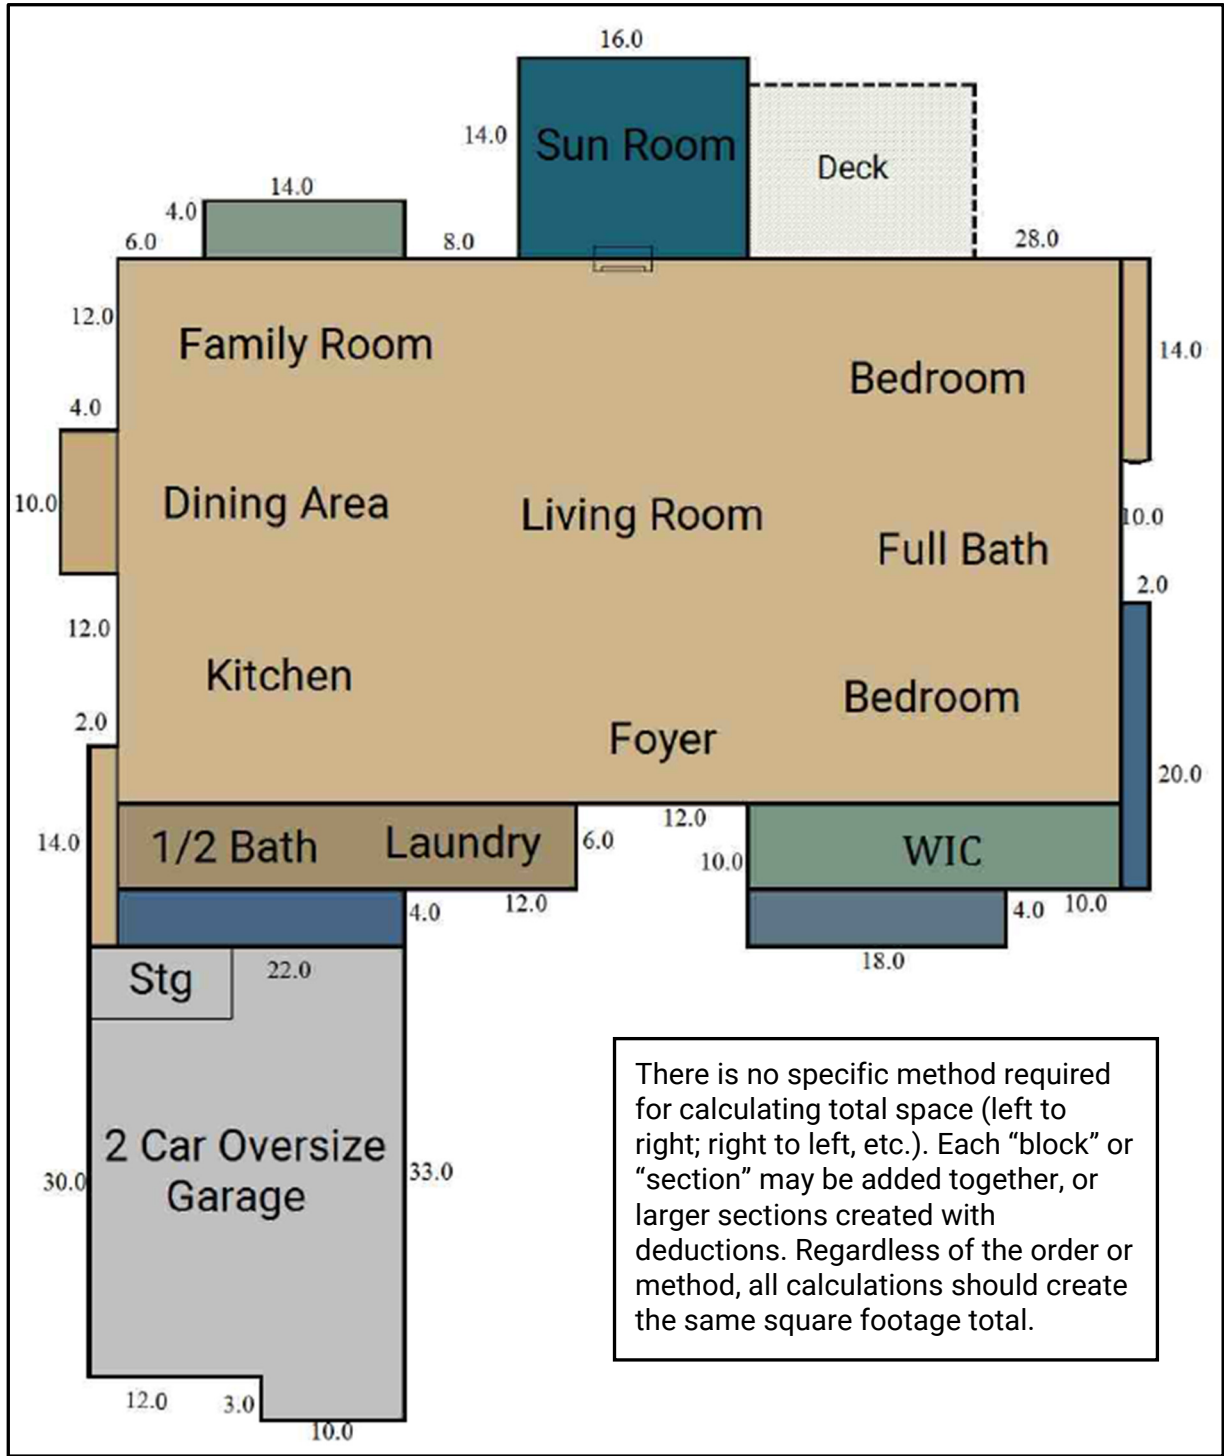 16.0
14.0
Sun Room
Deck
14.0
4.0
6.0
8.0
28.0
12.0
Family Room
Bedroom
14.0
4.0
10.0
Dining Area
Living Room
10.0
Full Bath
2.0
12.0
Kitchen
Bedroom
2.0
Foyer
20.0
14.0
1/2 Bath
Laundry
6.0
12.0
10.0
WIC
4.0
12.0
4.0
10.0
18.0
Stg
22.0
2 Car Oversize
Garage
30.0
33.0
12.0
3.0
10.0
There is no specific method required
for calculating total space (left to
right; right to left, etc.). Each “block” or
“section” may be added together, or
larger sections created with
deductions. Regardless of the order or
method, all calculations should create
the same square footage total.